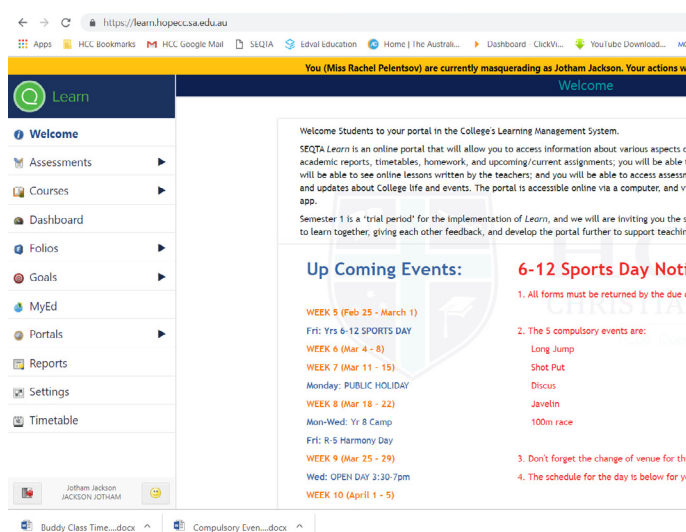 https://learn.hopecc.sa.edu.au
Apps HCC Bookmarks HCC Google Mail SEQTA Edval Education Home | The Australi... Dashboard - ClickVi... YouTube Download...
You (Miss Rachel Pelentsov) are currently masquerading as Jotham Jackson. Your actions w
Learn
Welcome
Welcome
Assessments
Courses
Dashboard
Folios
Goals
MyEd
Portals
Reports
Settings
Timetable
Jotham Jackson
JACKSON JOTHAM
Welcome Students to your portal in the College's Learning Management System.
SEQTA Learn is an online portal that will allow you to access information about various aspects
academic reports, timetables, homework, and upcoming/current assignments; you will be able
will be able to see online lessons written by the teachers; and you will be able to access assessm
and updates about College life and events. The portal is accessible online via a computer, and v
app.
Semester 1 is a 'trial period' for the implementation of Learn, and we will are inviting you the s
to learn together, giving each other feedback, and develop the portal further to support teachin
Up Coming Events:
WEEK 5 (Feb 25 - March 1)
Fri: Yrs 6-12 SPORTS DAY
WEEK 6 (Mar 4 - 8)
WEEK 7 (Mar 11 - 15)
Monday: PUBLIC HOLIDAY
WEEK 8 (Mar 18 - 22)
Mon-Wed: Yr 8 Camp
Fri: R-5 Harmony Day
WEEK 9 (Mar 25 - 29)
Wed: OPEN DAY 3:30-7pm
WEEK 10 (April 1 - 5)
6-12 Sports Day Noti
1. All forms must be returned by the due
2. The 5 compulsory events are:
Long Jump
Shot Put
Discus
Javelin
100m race
3. Don't forget the change of venue for th
4. The schedule for the day is below for y
HC
CHRISTIA
Buddy Class Time....docx
Compulsory Even....docx